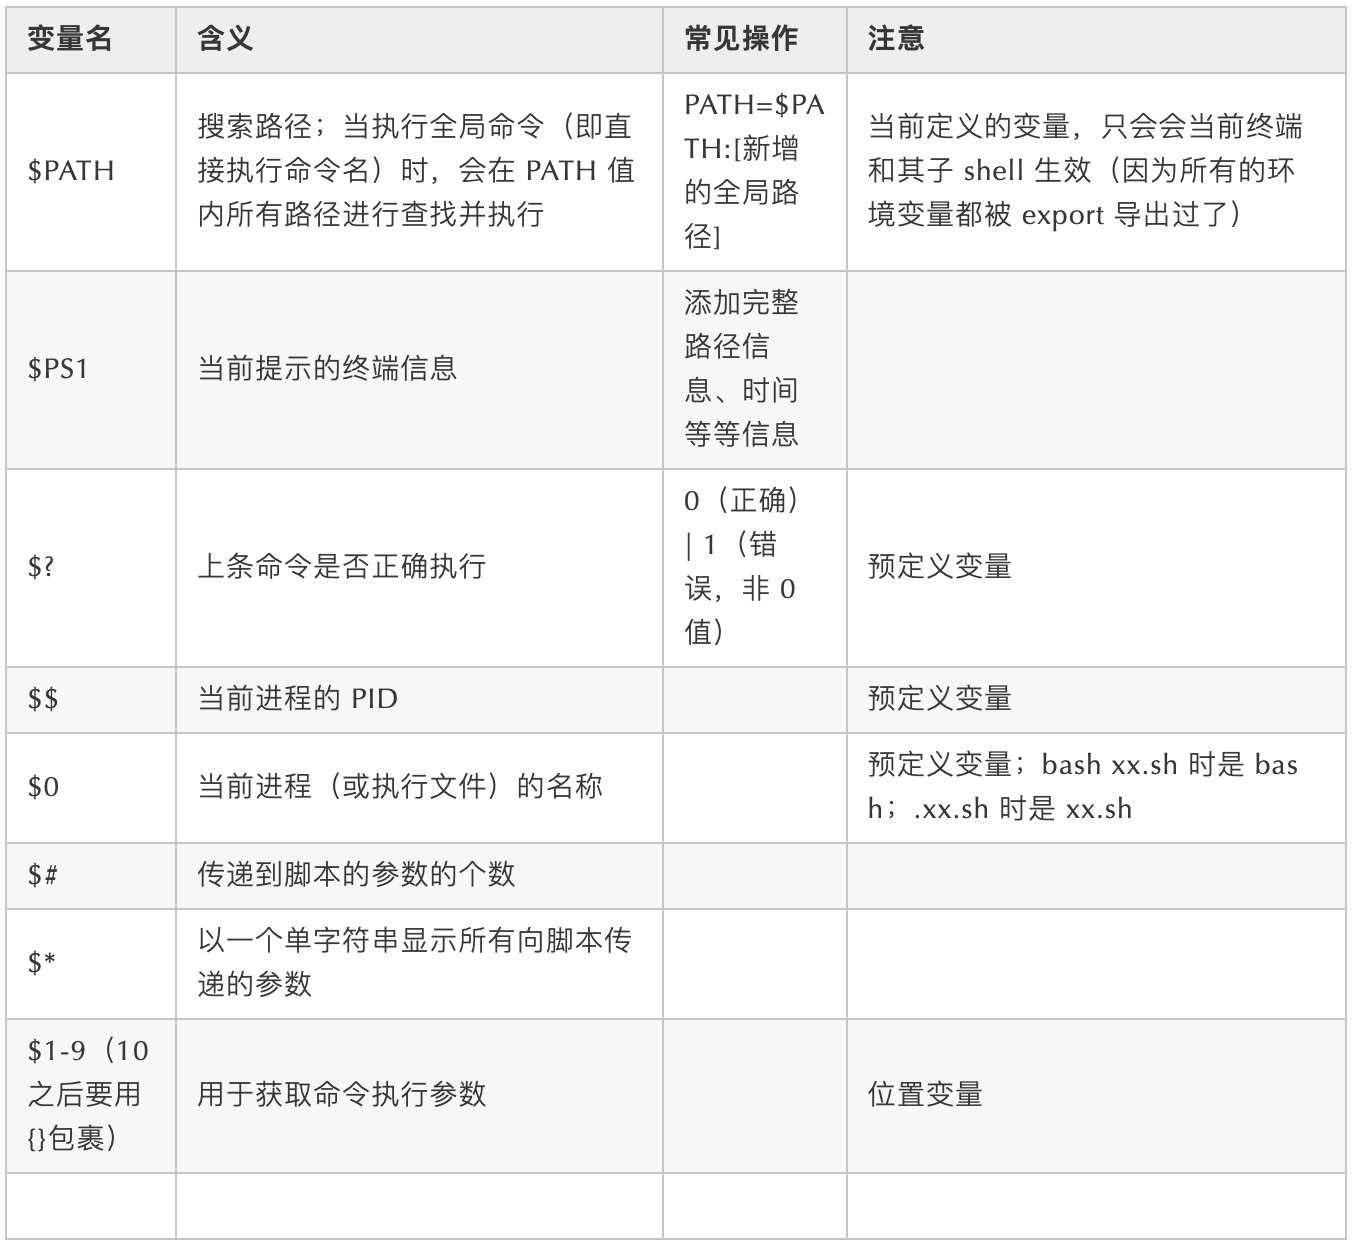 变量名 含义 常见操作 注意
$PATH
搜索路径；当执行全局命令（即直
接执行命令名）时，会在 PATH 值
内所有路径进行查找并执行
PATH=$PA
TH:[新增
的全局路
径]
当前定义的变量，只会会当前终端
和其子 shell 生效（因为所有的环
境变量都被 export 导出过了）
$PS1
当前提示的终端信息
添加完整
路径信
息、时间
等等信息
$?
上条命令是否正确执行
0（正确）
| 1（错
误，非 0
值）
预定义变量
$$
当前进程的 PID
预定义变量
$0
当前进程（或执行文件）的名称
预定义变量；bash xx.sh 时是 bas
h；.xx.sh 时是 xx.sh
$#
传递到脚本的参数的个数
$*
以一个单字符串显示所有向脚本传
递的参数
$1-9（10
之后要用
{}包裹）
用于获取命令执行参数
位置变量